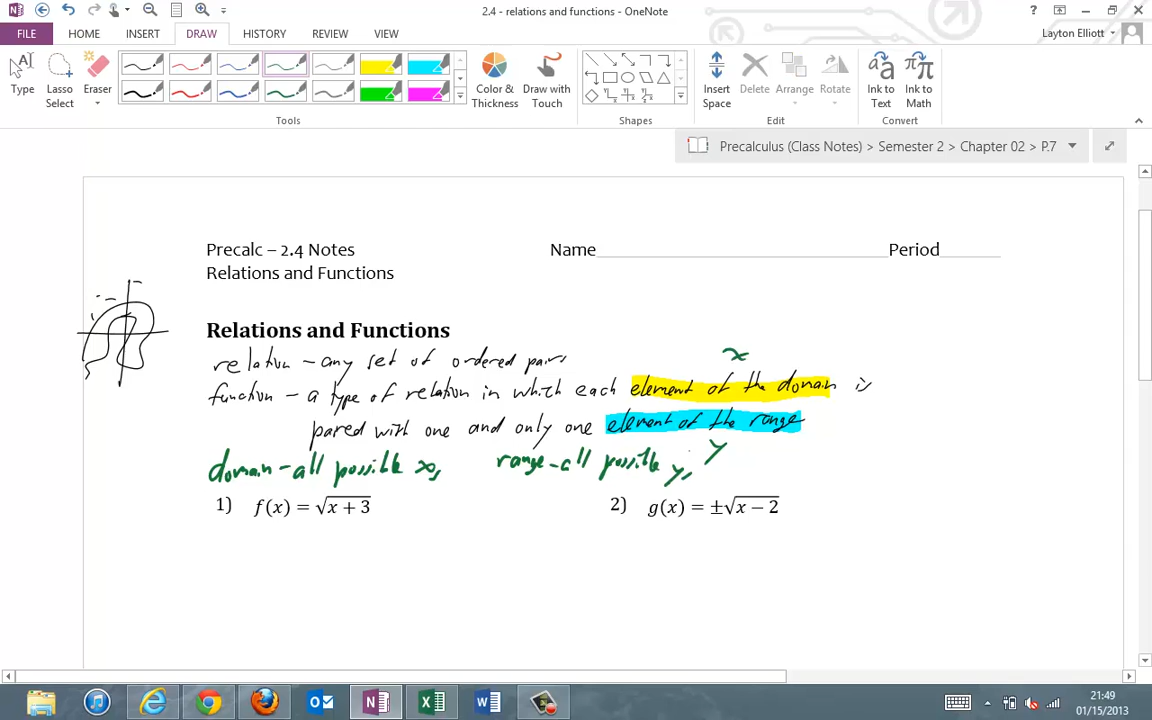 2.4 - relations and functions - OneNote
?
FILE HOME INSERT DRAW HISTORY REVIEW VIEW
Layton Elliott
Type Lasso Select Eraser
Color & Thickness Draw with Touch
Insert Space Delete Arrange Rotate
Ink to Text Ink to Math
Tools Shapes Edit Convert
Precalculus (Class Notes) > Semester 2 > Chapter 02 > P.7
Precalc – 2.4 Notes Name Period
Relations and Functions
Relations and Functions
relation - any set of ordered pairs
x
function - a type of relation in which each element of the domain is
pared with one and only one element of the range
y
domain - all possible xs range - all possible ys
1) f(x) = √x + 3 2) g(x) = ±√x − 2
21:49
01/15/2013